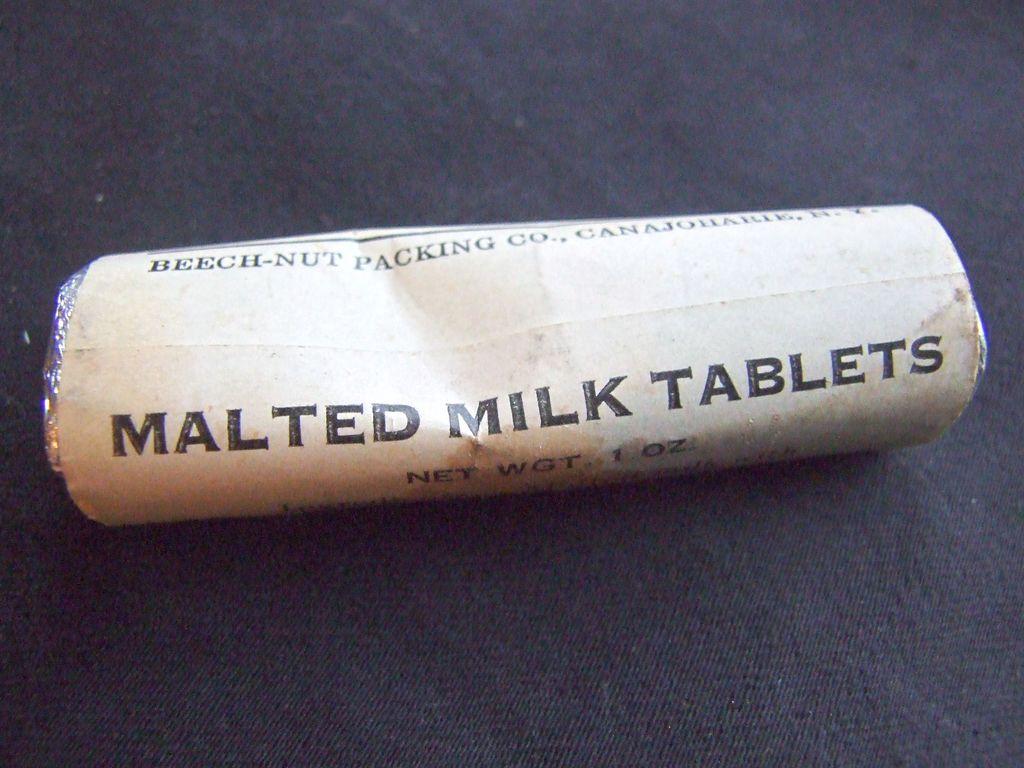 BEECH-NUT PACKING CO., CANAJOHARIE, N. Y.
MALTED MILK TABLETS
NET WGT. 1 OZ.